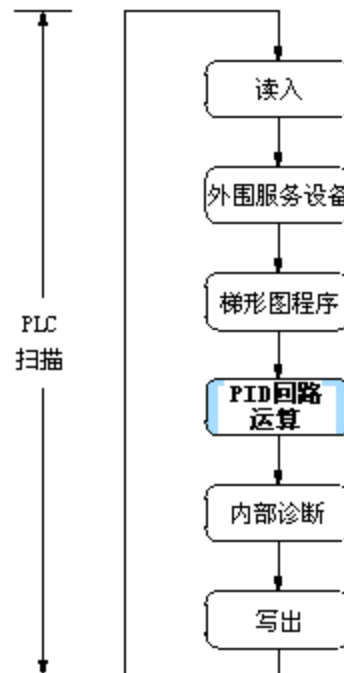 读入
外围服务设备
梯形图程序
PLC
扫描
PID回路
运算
内部诊断
写出